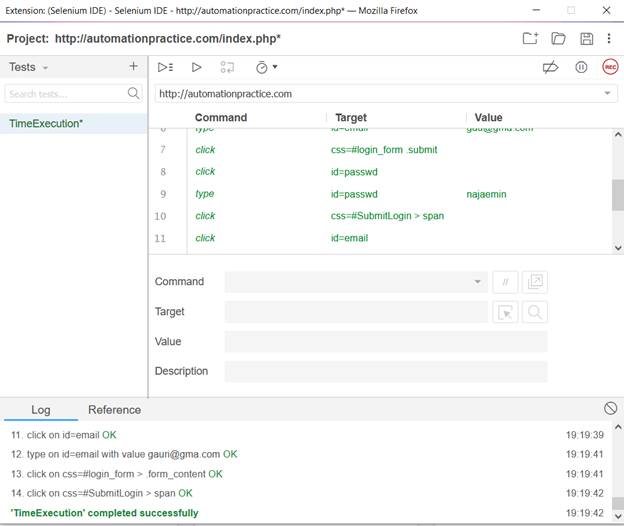 Extension: (Selenium IDE) - Selenium IDE - http://automationpractice.com/index.php* — Mozilla Firefox
Project: http://automationpractice.com/index.php*
Tests
Search tests...
TimeExecution*
REC
http://automationpractice.com
Command Target Value
6 type id=email gau@gma.com
7 click css=#login_form .submit
8 click id=passwd
9 type id=passwd najaemin
10 click css=#SubmitLogin > span
11 click id=email
Command
//
Target
Value
Description
Log Reference
11. click on id=email OK 19:19:39
12. type on id=email with value gauri@gma.com OK 19:19:41
13. click on css=#login_form > .form_content OK 19:19:41
14. click on css=#SubmitLogin > span OK 19:19:42
'TimeExecution' completed successfully 19:19:42